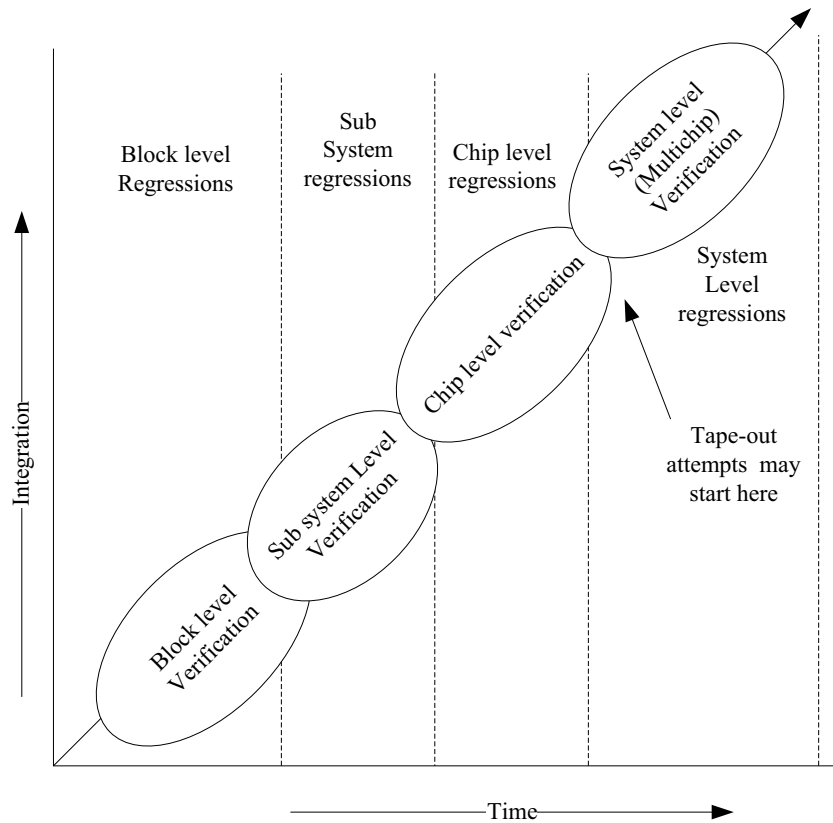 Block level
Regressions
Sub
System
regressions
Chip level
regressions
System level
(Multichip)
Verification
System
Level
regressions
Chip level verification
Tape-out
attempts may
start here
Sub system Level
Verification
Block level
Verification
Integration
Time